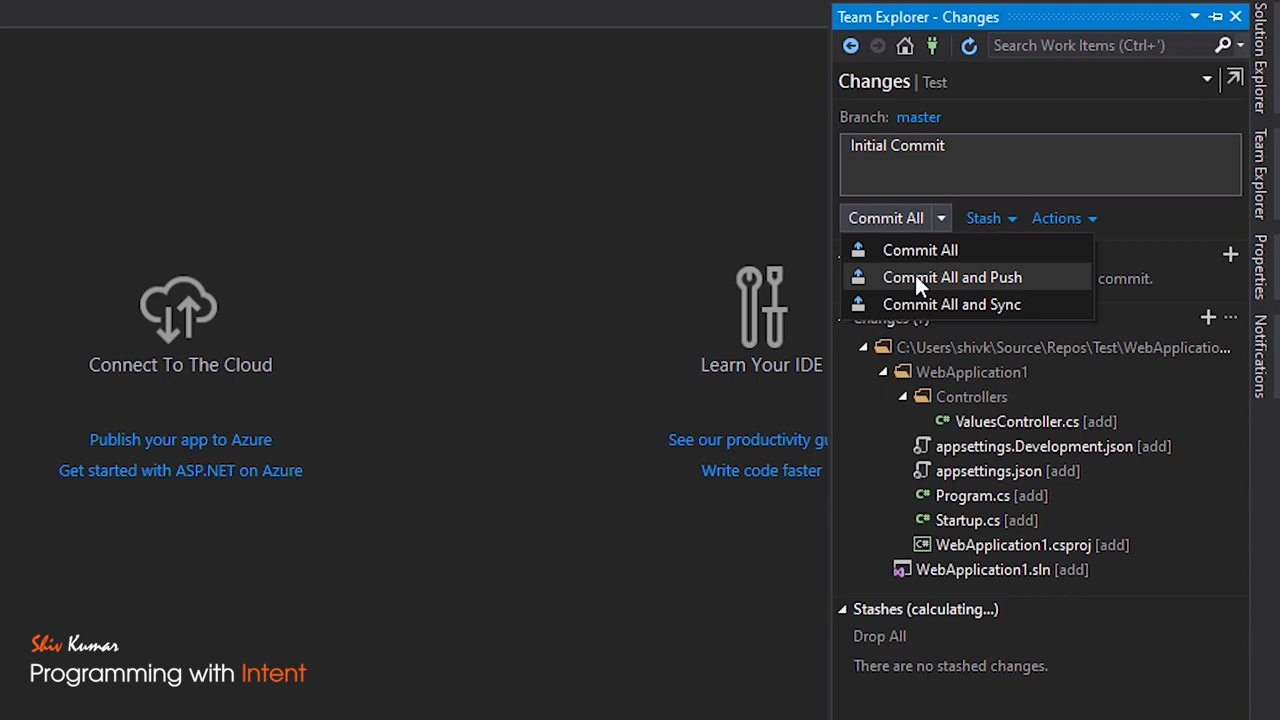 Team Explorer - Changes
Search Work Items (Ctrl+')
Changes | Test
Branch: master
Initial Commit
Commit All
Stash
Actions
Commit All
Commit All and Push
commit.
Commit All and Sync
C:\Users\shivk\Source\Repos\Test\WebApplicatio...
WebApplication1
Controllers
ValuesController.cs [add]
appsettings.Development.json [add]
appsettings.json [add]
Program.cs [add]
Startup.cs [add]
WebApplication1.csproj [add]
WebApplication1.sln [add]
Stashes (calculating...)
Drop All
There are no stashed changes.
Solution Explorer
Team Explorer
Properties
Notifications
Connect To The Cloud
Publish your app to Azure
Get started with ASP.NET on Azure
Learn Your IDE
See our productivity gu
Write code faster
Shiv Kumar
Programming with Intent